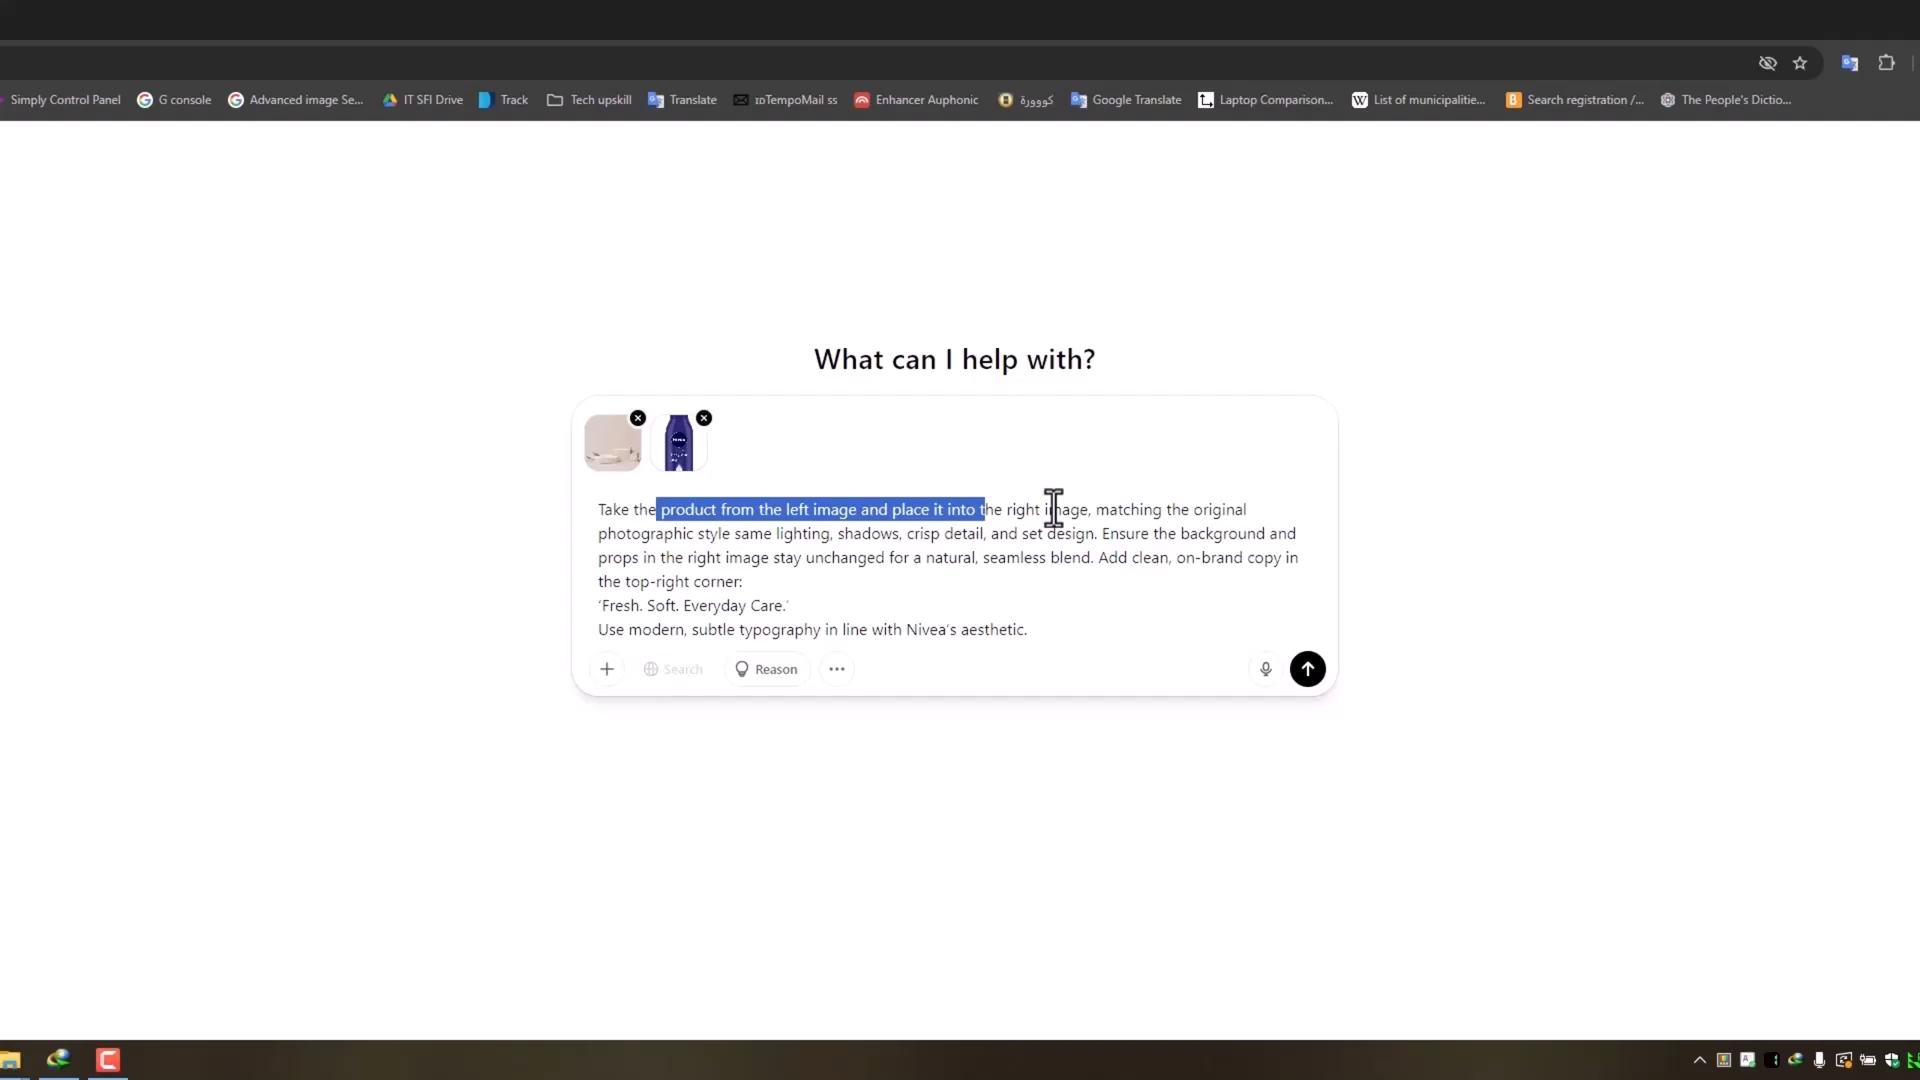 Simply Control Panel
G console
Advanced image Se...
IT SFI Drive
Track
Tech upskill
Translate
TempoMail ss
Enhancer Auphonic
كوووورة
Google Translate
Laptop Comparison...
List of municipalitie...
Search registration /...
The People's Dictio...
What can I help with?
NIVEA
Take the product from the left image and place it into the right image, matching the original
photographic style same lighting, shadows, crisp detail, and set design. Ensure the background and
props in the right image stay unchanged for a natural, seamless blend. Add clean, on-brand copy in
the top-right corner:
'Fresh. Soft. Everyday Care.'
Use modern, subtle typography in line with Nivea's aesthetic.
Search
Reason